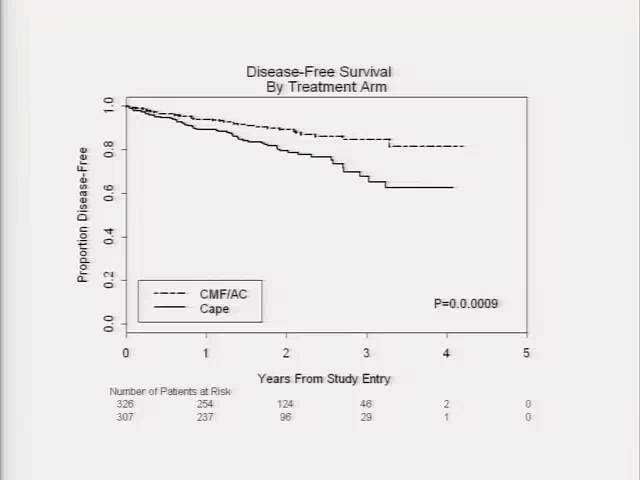 Disease-Free Survival
By Treatment Arm
Proportion Disease-Free
1.0
0.8
0.6
0.4
0.2
0.0
CMF/AC
Cape
P=0.0.0009
0 1 2 3 4 5
Years From Study Entry
Number of Patients at Risk
326 254 124 46 2 0
307 237 96 29 1 0